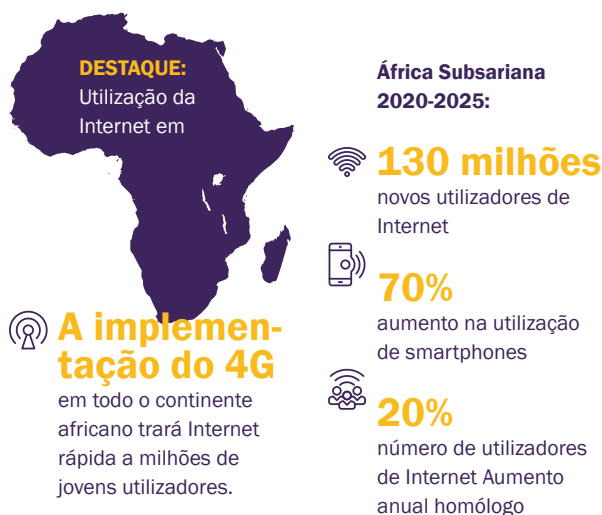 DESTAQUE:
Utilização da
Internet em
A implemen-
tação do 4G
em todo o continente
africano trará Internet
rápida a milhões de
jovens utilizadores.
África Subsariana
2020-2025:
130 milhões
novos utilizadores de
Internet
70%
aumento na utilização
de smartphones
20%
número de utilizadores
de Internet Aumento
anual homólogo